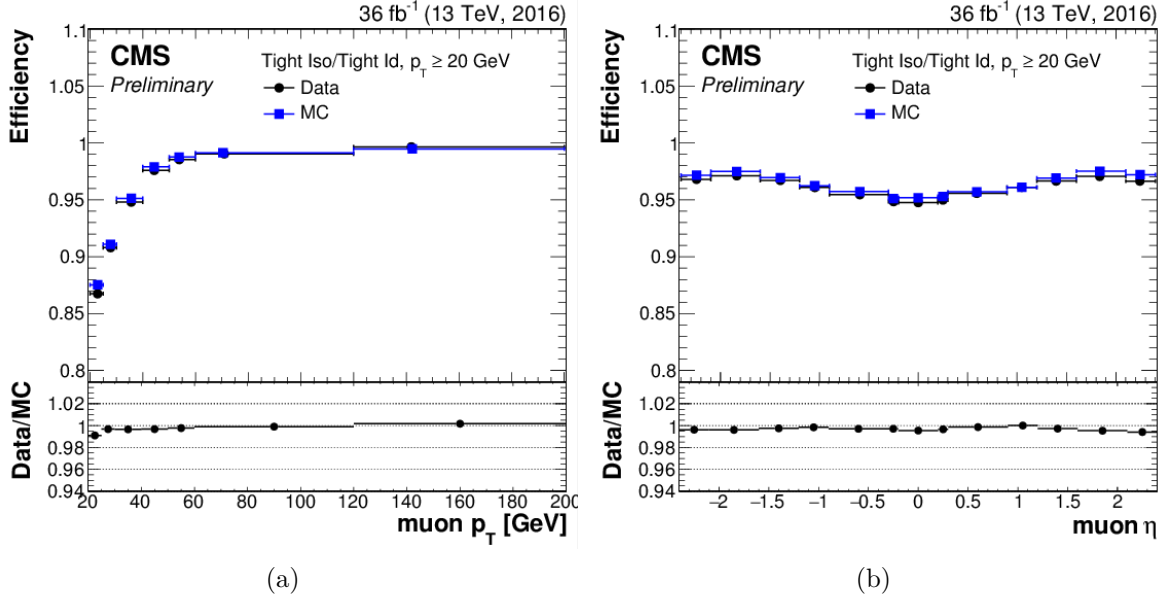 36 fb⁻¹ (13 TeV, 2016)
Efficiency
1.1
1.05
1
0.95
0.9
0.85
0.8
CMS
Preliminary
Tight Iso/Tight Id, p_T ≥ 20 GeV
Data
MC
Data/MC
1.02
1
0.98
0.96
0.94
20 40 60 80 100 120 140 160 180 200
muon p_T [GeV]
(a)
36 fb⁻¹ (13 TeV, 2016)
Efficiency
1.1
1.05
1
0.95
0.9
0.85
0.8
CMS
Preliminary
Tight Iso/Tight Id, p_T ≥ 20 GeV
Data
MC
Data/MC
1.02
1
0.98
0.96
0.94
−2 −1.5 −1 −0.5 0 0.5 1 1.5 2
muon η
(b)